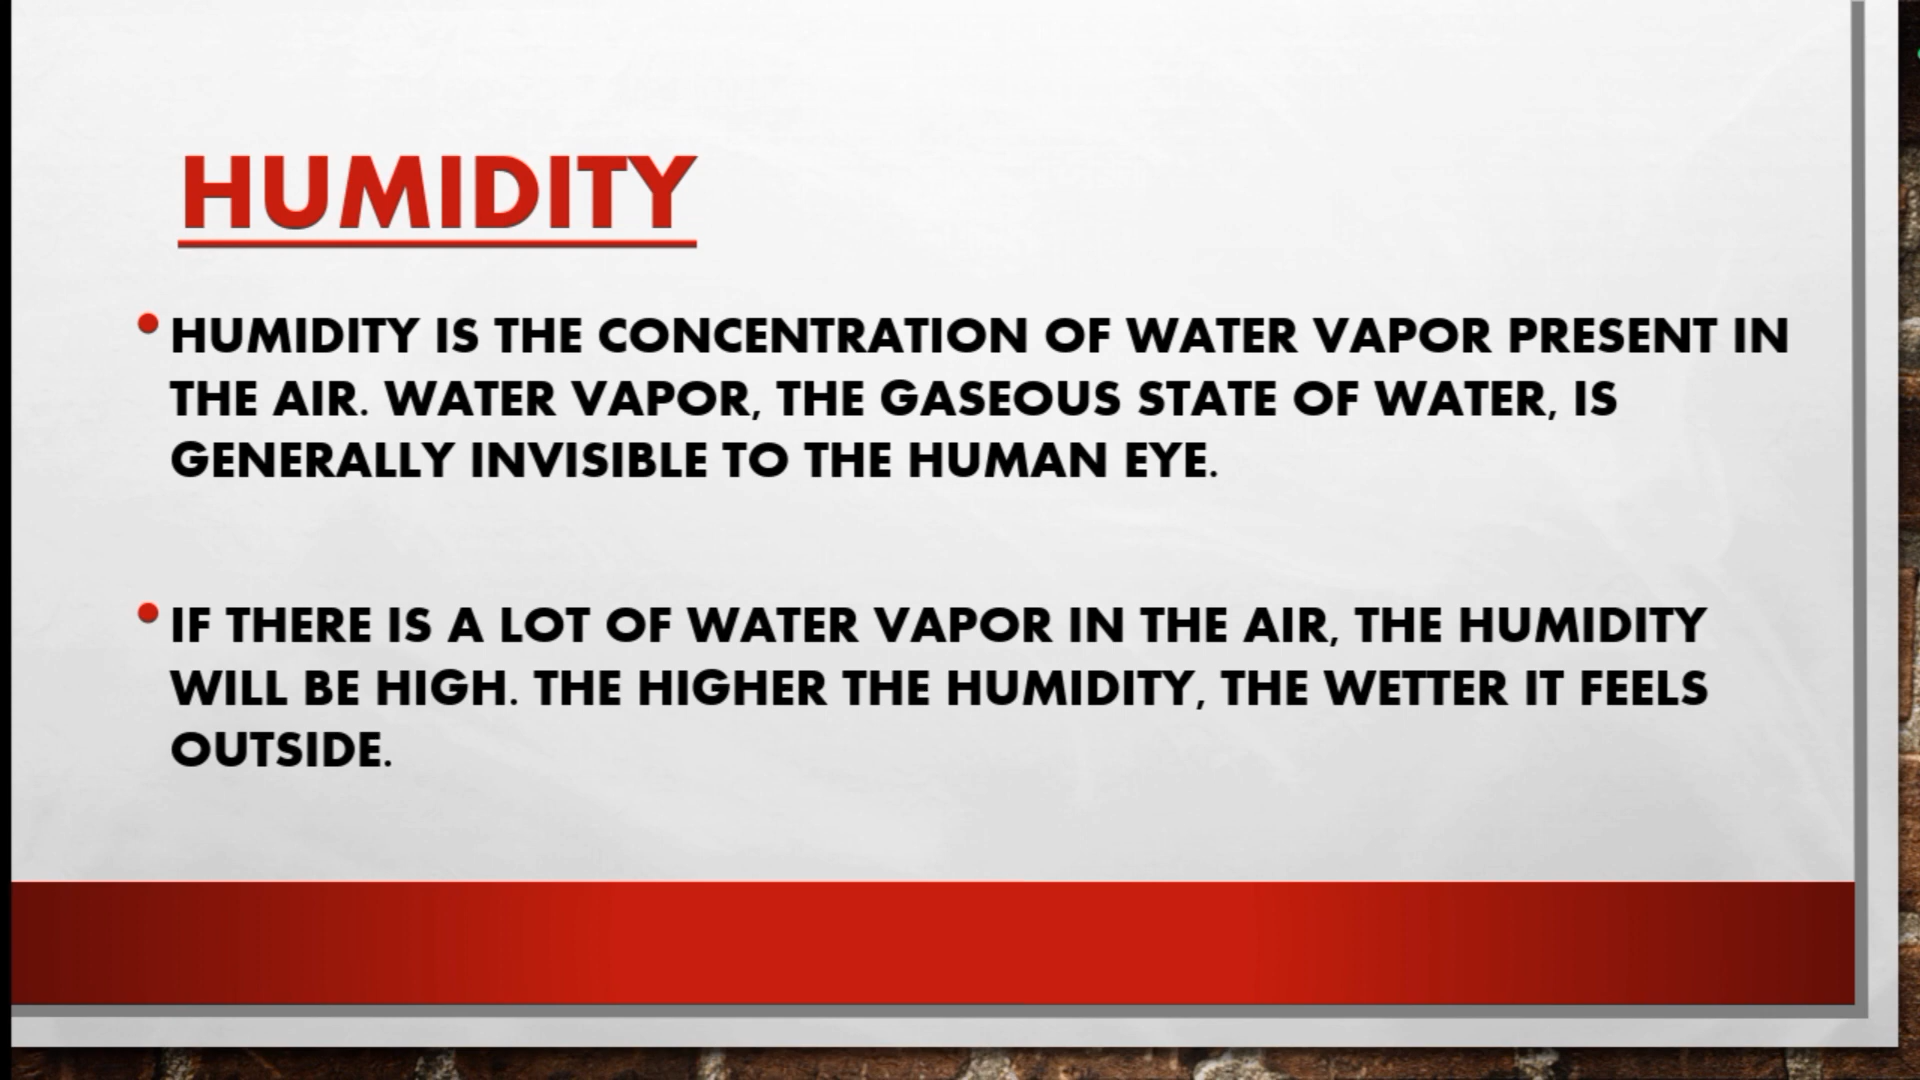 HUMIDITY
• HUMIDITY IS THE CONCENTRATION OF WATER VAPOR PRESENT IN
THE AIR. WATER VAPOR, THE GASEOUS STATE OF WATER, IS
GENERALLY INVISIBLE TO THE HUMAN EYE.
• IF THERE IS A LOT OF WATER VAPOR IN THE AIR, THE HUMIDITY
WILL BE HIGH. THE HIGHER THE HUMIDITY, THE WETTER IT FEELS
OUTSIDE.